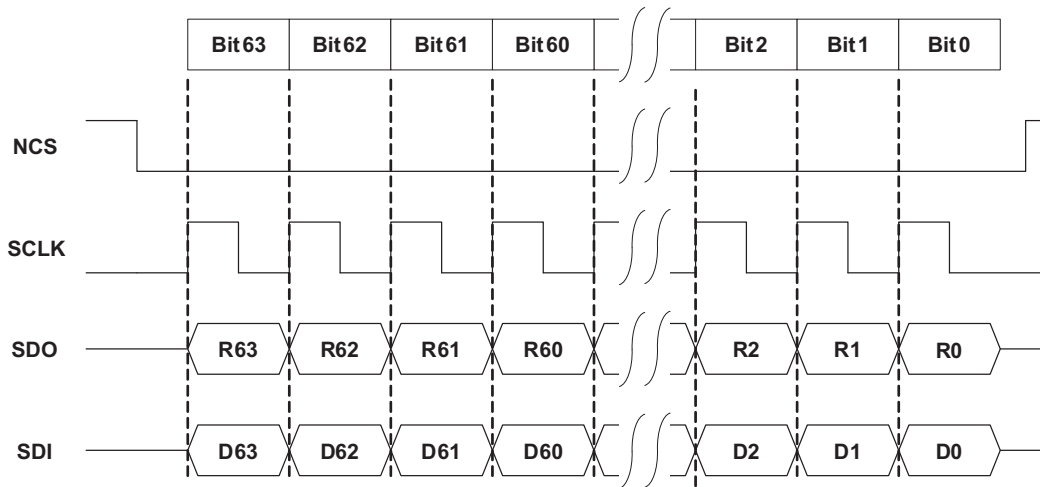 Bit63 Bit62 Bit61 Bit60 Bit2 Bit1 Bit0
NCS
SCLK
SDO R63 R62 R61 R60 R2 R1 R0
SDI D63 D62 D61 D60 D2 D1 D0